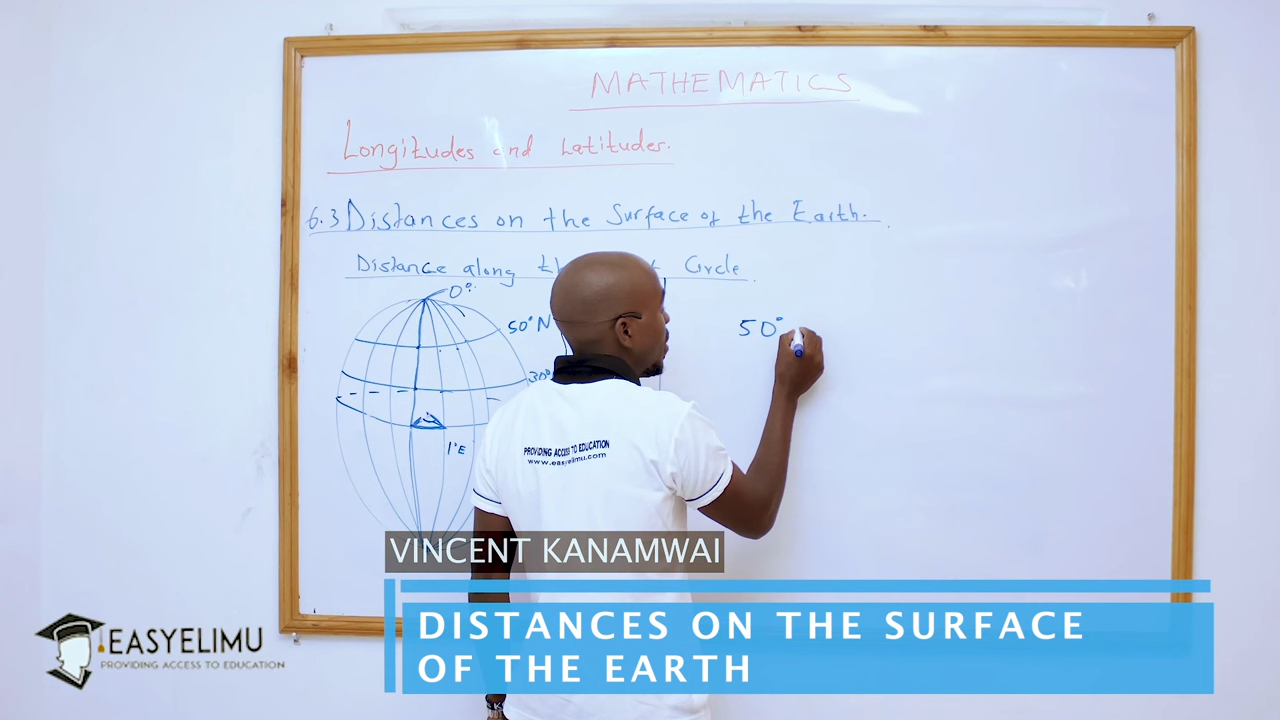 MATHEMATICS
Longitudes and Latitudes.
6.3 Distances on the Surface of the Earth.
Distance along Circle
0°
50° N
50°
30°
1°E
PROVIDING ACCESS TO EDUCATION
www.easyelimu.com
VINCENT KANAMWAI
DISTANCES ON THE SURFACE
OF THE EARTH
EASYELIMU
PROVIDING ACCESS TO EDUCATION